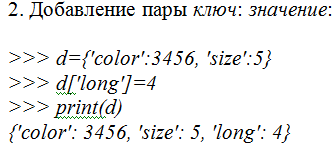 2. Добавление пары ключ: значение:
>>> d={'color':3456, 'size':5}
>>> d['long']=4
>>> print(d)
{'color': 3456, 'size': 5, 'long': 4}